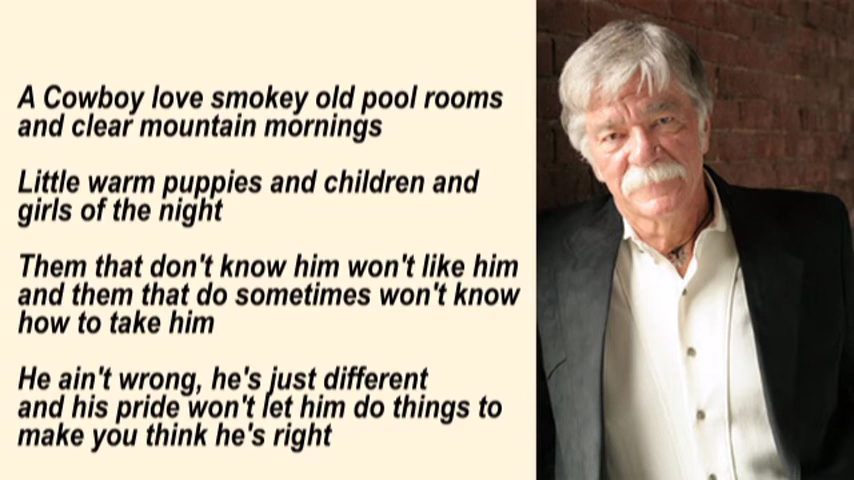 A Cowboy love smokey old pool rooms
and clear mountain mornings
Little warm puppies and children and
girls of the night
Them that don't know him won't like him
and them that do sometimes won't know
how to take him
He ain't wrong, he's just different
and his pride won't let him do things to
make you think he's right